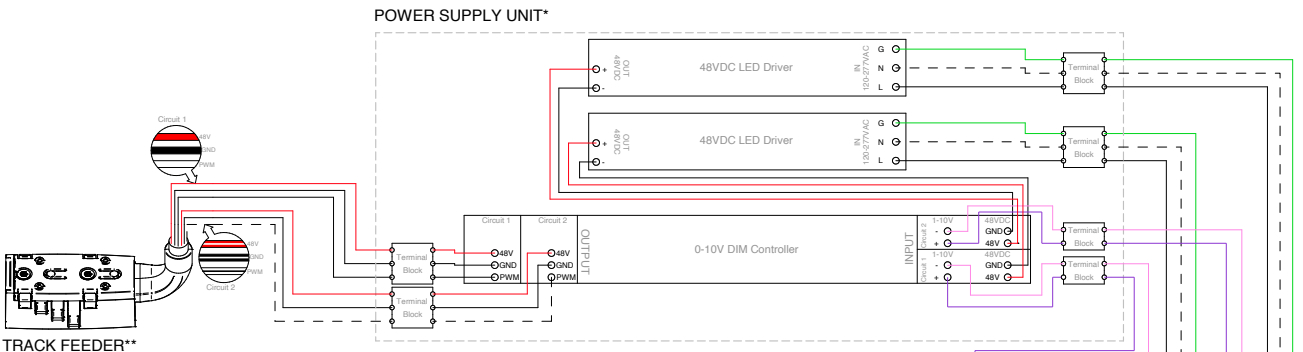 POWER SUPPLY UNIT*
OUT
48VDC
+
-
48VDC LED Driver
IN
120-277VAC
G
N
L
Terminal
Block
OUT
48VDC
+
-
48VDC LED Driver
IN
120-277VAC
G
N
L
Terminal
Block
Circuit 1
48V
GND
PWM
48V
GND
PWM
Circuit 2
Terminal
Block
Terminal
Block
Circuit 1
48V
GND
PWM
Circuit 2
48V
GND
PWM
OUTPUT
0-10V DIM Controller
INPUT
Circuit 2
1-10V
-
+
48VDC
GND
48V
Circuit 1
1-10V
-
+
48VDC
GND
48V
Terminal
Block
Terminal
Block
TRACK FEEDER**